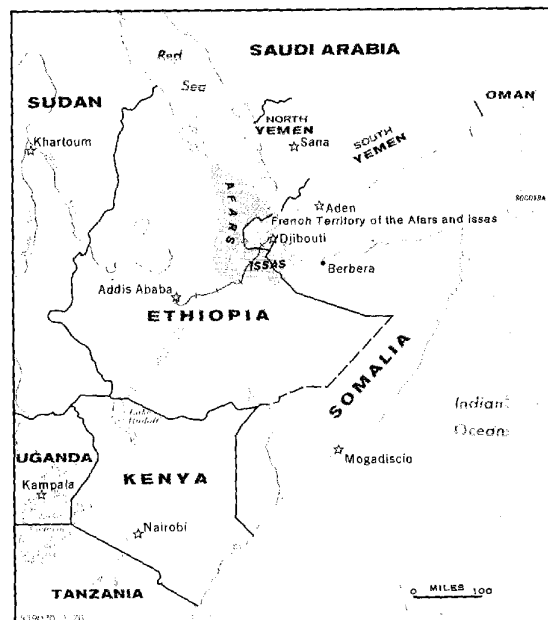 SAUDI ARABIA
Red
Sea
OMAN
SUDAN
NORTH
YEMEN
Khartoum
Sana
SOUTH
YEMEN
AFARS
Aden
French Territory of the Afars and Issas
Djibouti
ISSAS
Berbera
Addis Ababa
ETHIOPIA
SOMALIA
Indian
Ocean
Lake
UGANDA
Mogadiscio
KENYA
Kampala
Nairobi
MILES
0 100
TANZANIA